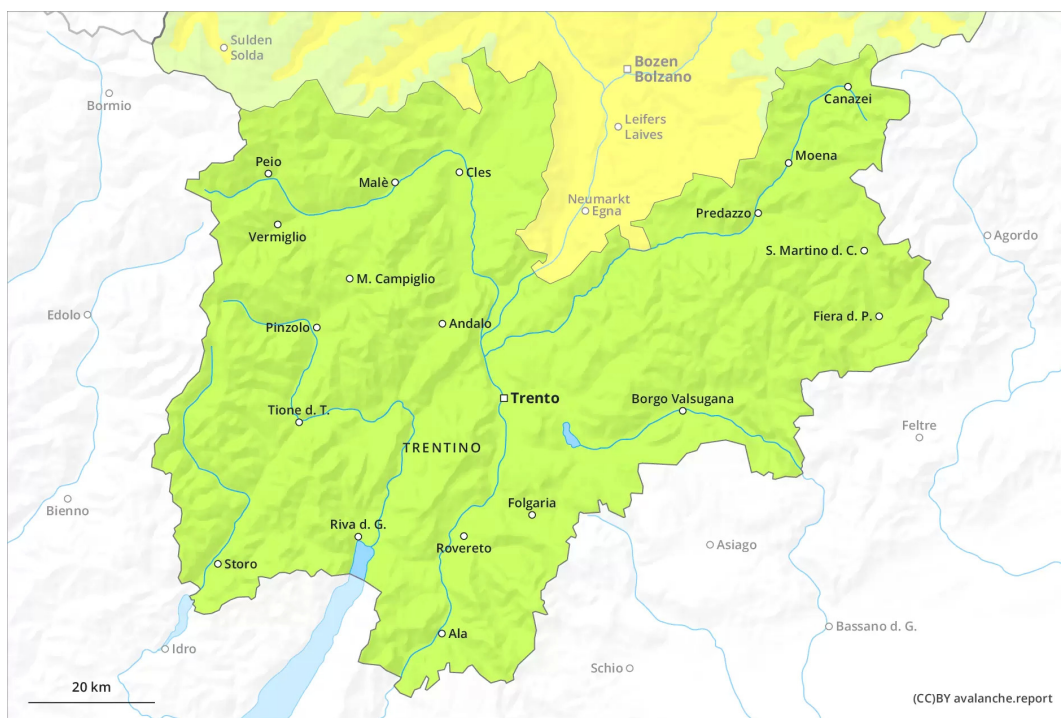 Sulden
Solda
Bozen
Bolzano
Canazei
Bormio
Leifers
Laives
Moena
Peio
Malè
Cles
Neumarkt
Egna
Predazzo
Vermiglio
S. Martino d. C.
Agordo
M. Campiglio
Edolo
Pinzolo
Andalo
Fiera d. P.
Trento
Borgo Valsugana
Tione d. T.
Feltre
TRENTINO
Bienno
Folgaria
Riva d. G.
Rovereto
Asiago
Storo
Ala
Bassano d. G.
Idro
Schio
20 km
(CC)BY avalanche.report